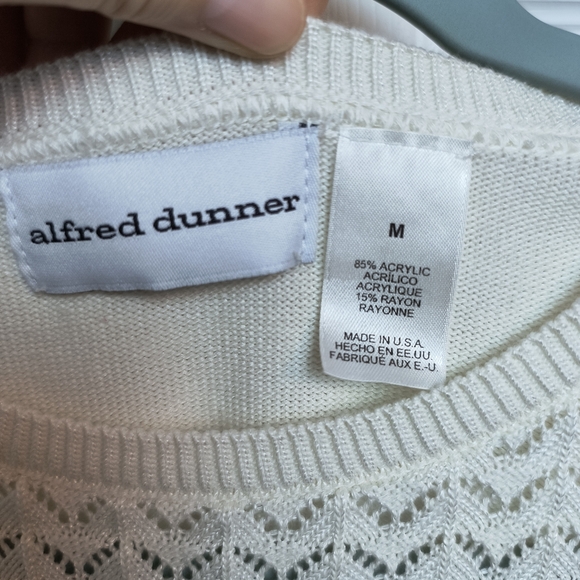 alfred dunner
M
85% ACRYLIC
ACRÍLICO
ACRYLIQUE
15% RAYON
RAYONNE
MADE IN U.S.A.
HECHO EN EE.UU.
FABRIQUÉ AUX E.-U.